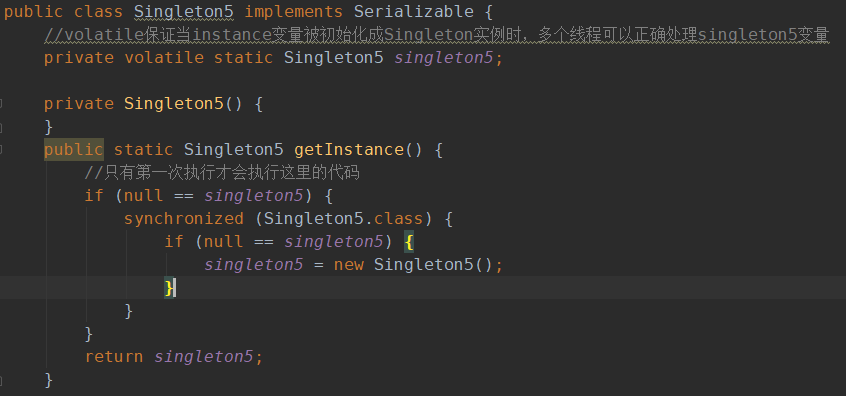 public class Singleton5 implements Serializable {
//volatile保证当instance变量被初始化成Singleton实例时，多个线程可以正确处理singleton5变量
private volatile static Singleton5 singleton5;
private Singleton5() {
}
public static Singleton5 getInstance() {
//只有第一次执行才会执行这里的代码
if (null == singleton5) {
synchronized (Singleton5.class) {
if (null == singleton5) {
singleton5 = new Singleton5();
}
}
}
return singleton5;
}